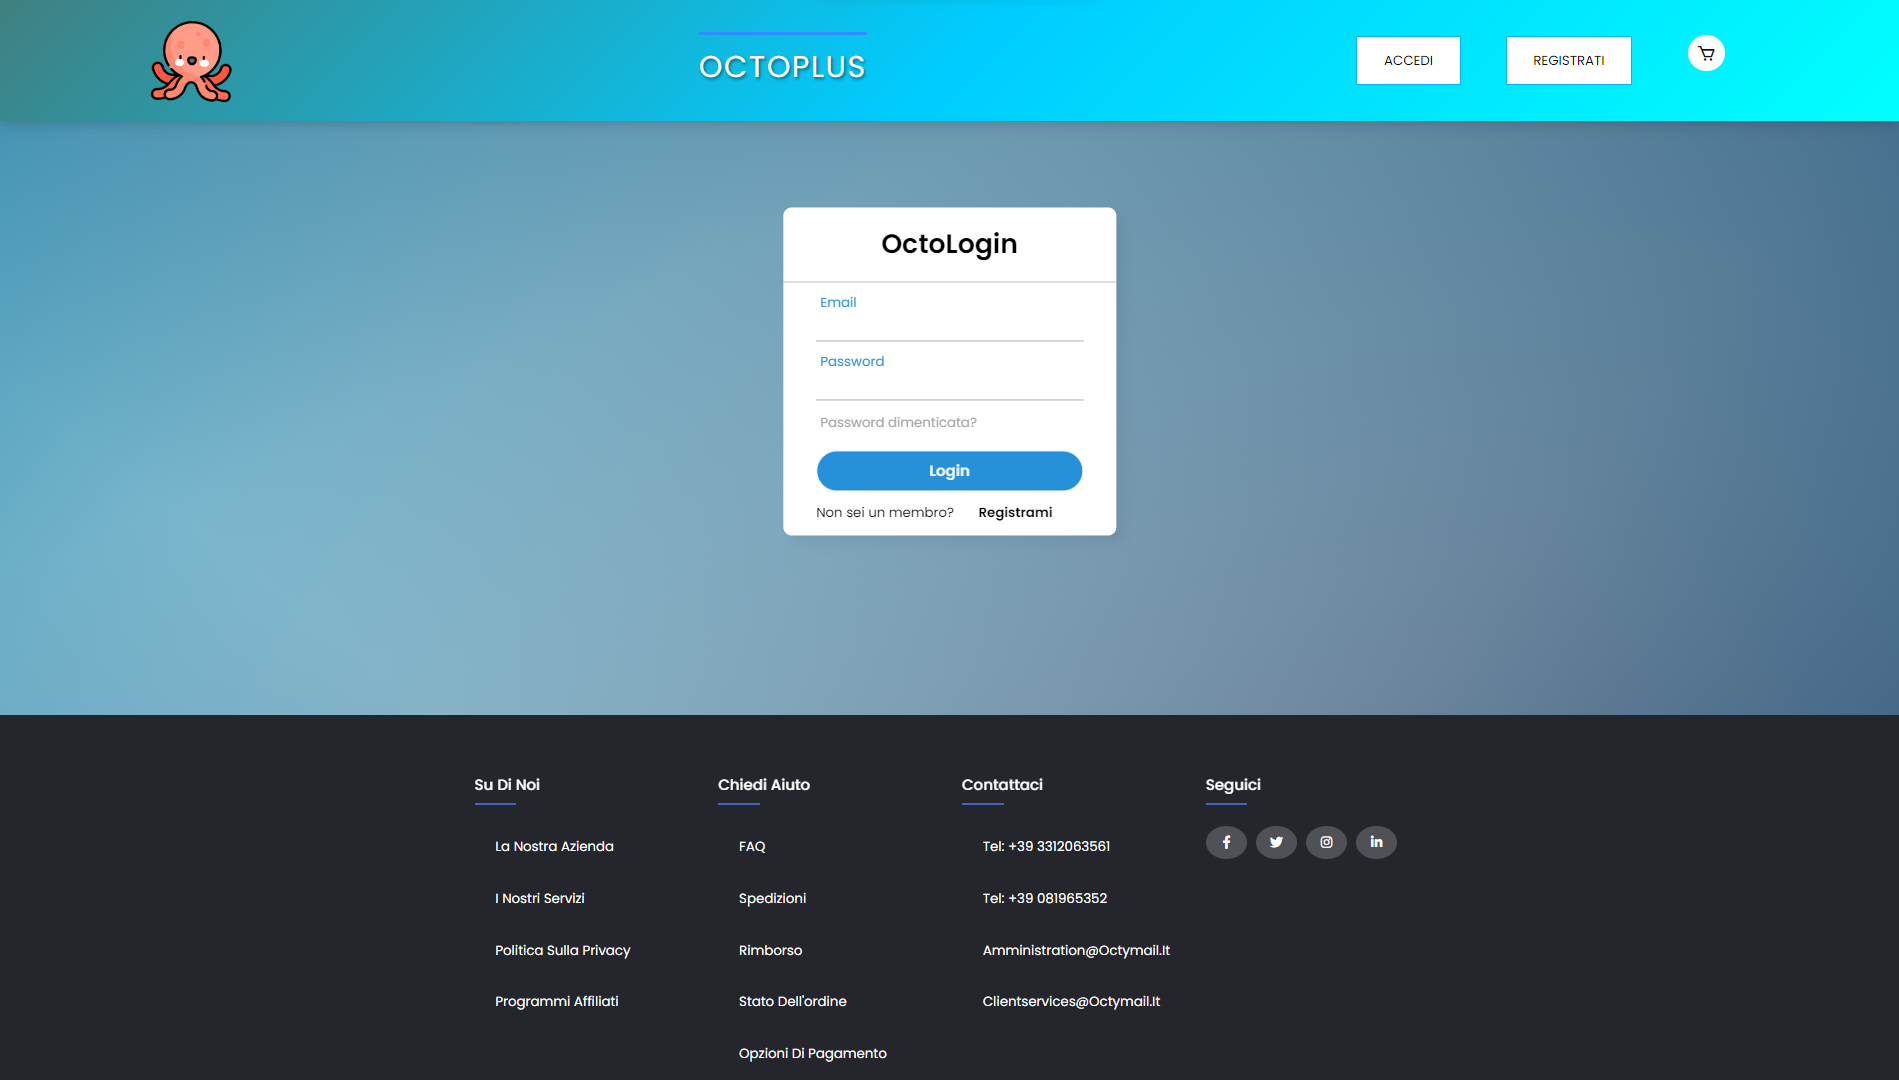 OCTOPLUS
ACCEDI
REGISTRATI
OctoLogin
Email
Password
Password dimenticata?
Login
Non sei un membro? Registrami
Su Di Noi
La Nostra Azienda
I Nostri Servizi
Politica Sulla Privacy
Programmi Affiliati
Chiedi Aiuto
FAQ
Spedizioni
Rimborso
Stato Dell'ordine
Opzioni Di Pagamento
Contattaci
Tel: +39 3312063561
Tel: +39 081965352
Amministration@Octymail.It
Clientservices@Octymail.It
Seguici